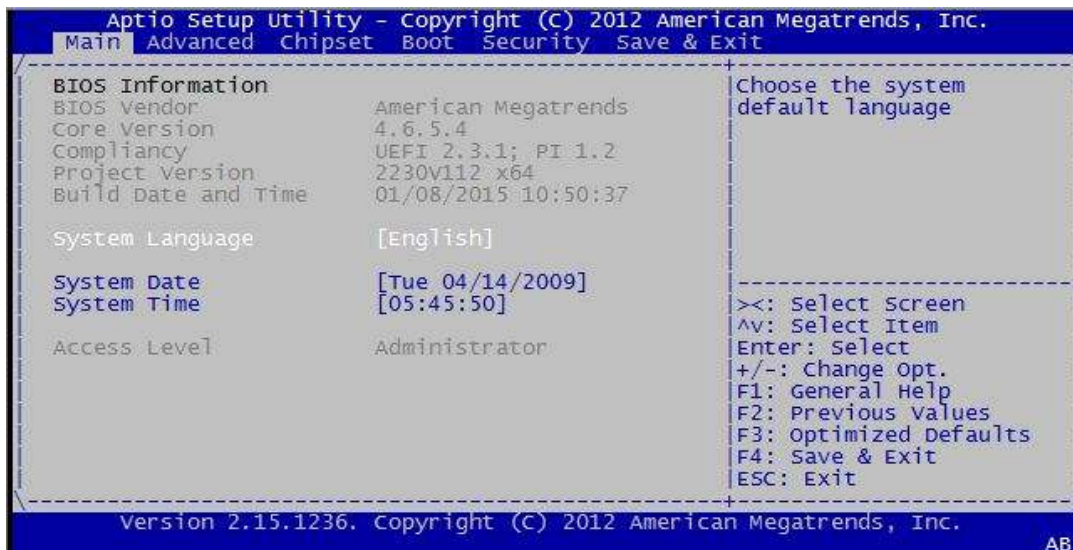 Aptio Setup Utility - Copyright (C) 2012 American Megatrends, Inc.
Main Advanced Chipset Boot Security Save & Exit
BIOS Information
BIOS Vendor American Megatrends
Core Version 4.6.5.4
Compliancy UEFI 2.3.1; PI 1.2
Project Version 2230V112 x64
Build Date and Time 01/08/2015 10:50:37
System Language [English]
System Date [Tue 04/14/2009]
System Time [05:45:50]
Access Level Administrator
Choose the system
default language
><: Select Screen
^v: Select Item
Enter: Select
+/-: Change Opt.
F1: General Help
F2: Previous Values
F3: Optimized Defaults
F4: Save & Exit
ESC: Exit
Version 2.15.1236. Copyright (C) 2012 American Megatrends, Inc.
AB